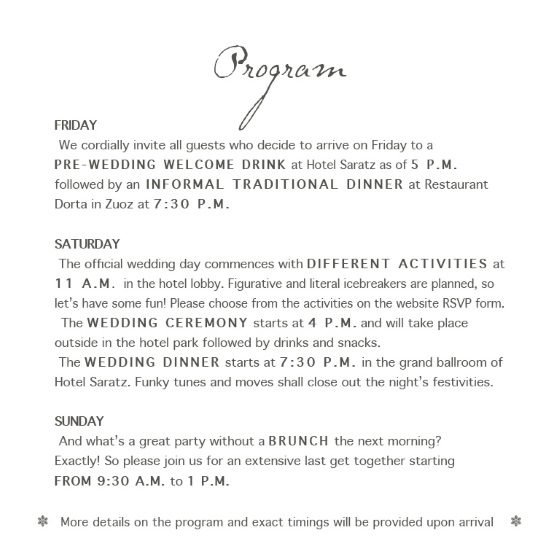 Program
FRIDAY
We cordially invite all guests who decide to arrive on Friday to a
PRE-WEDDING WELCOME DRINK at Hotel Saratz as of 5 P.M.
followed by an INFORMAL TRADITIONAL DINNER at Restaurant
Dorta in Zuoz at 7:30 P.M.
SATURDAY
The official wedding day commences with DIFFERENT ACTIVITIES at
11 A.M. in the hotel lobby. Figurative and literal icebreakers are planned, so
let's have some fun! Please choose from the activities on the website RSVP form.
The WEDDING CEREMONY starts at 4 P.M. and will take place
outside in the hotel park followed by drinks and snacks.
The WEDDING DINNER starts at 7:30 P.M. in the grand ballroom of
Hotel Saratz. Funky tunes and moves shall close out the night's festivities.
SUNDAY
And what's a great party without a BRUNCH the next morning?
Exactly! So please join us for an extensive last get together starting
FROM 9:30 A.M. to 1 P.M.
✽ More details on the program and exact timings will be provided upon arrival ✽